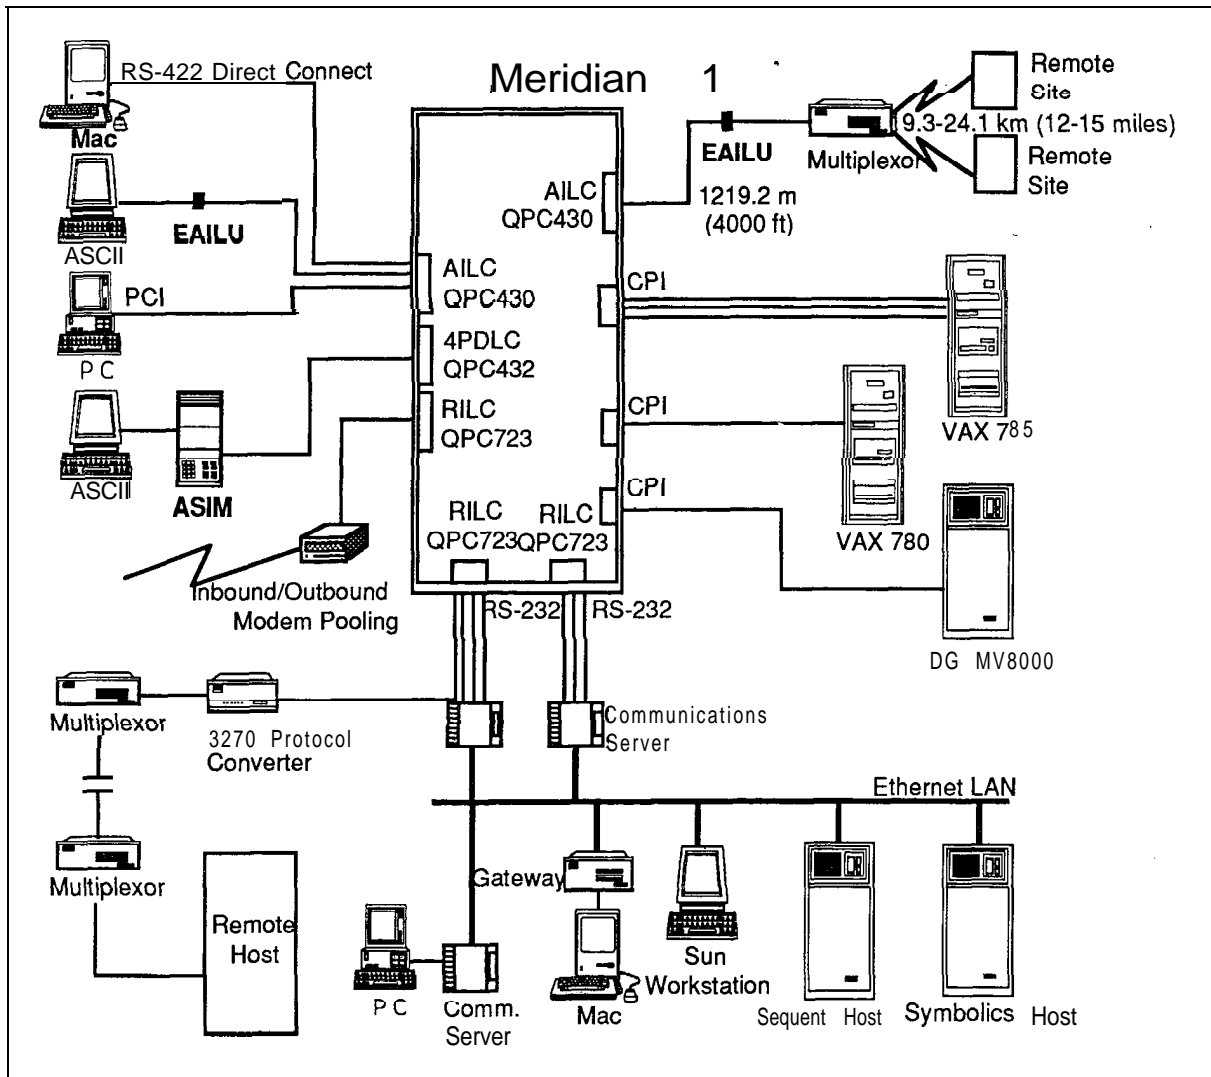 Meridian 1
RS-422 Direct Connect
Mac
EAILU
ASCII
PCI
PC
ASCII
ASIM
Inbound/Outbound
Modem Pooling
AILC
QPC430
AILC
QPC430
4PDLC
QPC432
RILC
QPC723
RILC
QPC723
RILC
QPC723
RS-232
RS-232
EAILU
1219.2 m
(4000 ft)
Multiplexor
Remote
Site
9.3-24.1 km (12-15 miles)
Remote
Site
CPI
VAX 785
CPI
VAX 780
CPI
DG MV8000
Multiplexor
3270 Protocol
Converter
Communications
Server
Ethernet LAN
Multiplexor
Remote
Host
PC
Comm.
Server
Gateway
Mac
Sun
Workstation
Sequent Host
Symbolics Host